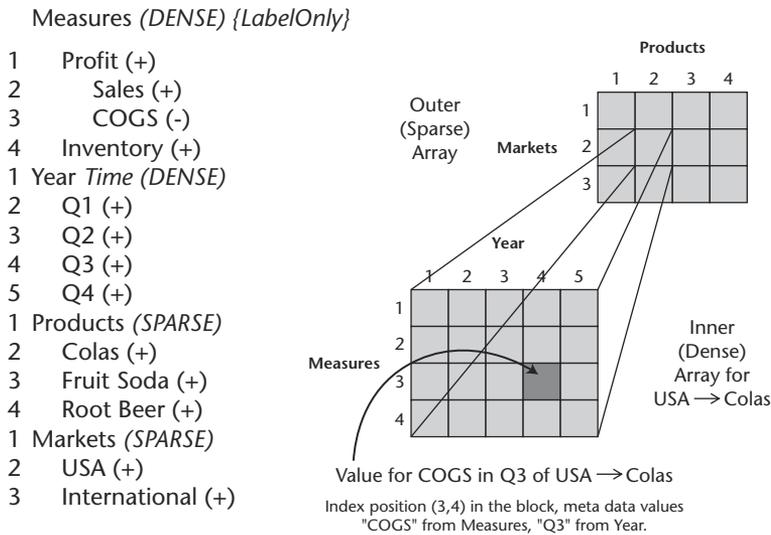 Measures (DENSE) {LabelOnly}
1 Profit (+)
2 Sales (+)
3 COGS (-)
4 Inventory (+)
1 Year Time (DENSE)
2 Q1 (+)
3 Q2 (+)
4 Q3 (+)
5 Q4 (+)
1 Products (SPARSE)
2 Colas (+)
3 Fruit Soda (+)
4 Root Beer (+)
1 Markets (SPARSE)
2 USA (+)
3 International (+)
Products
1 2 3 4
Outer
(Sparse)
Array
Markets
1
2
3
Year
1 2 3 4 5
Measures
1
2
3
4
Inner
(Dense)
Array for
USA → Colas
Value for COGS in Q3 of USA → Colas
Index position (3,4) in the block, meta data values
"COGS" from Measures, "Q3" from Year.